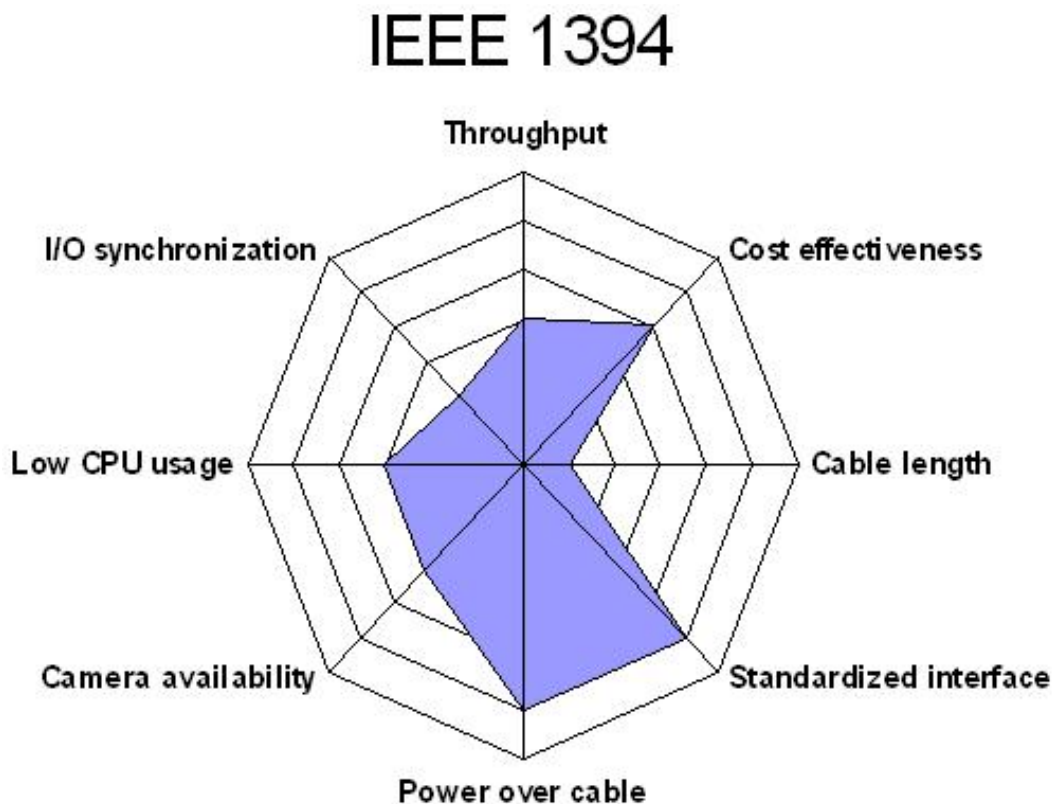 IEEE 1394
Throughput
I/O synchronization
Cost effectiveness
Low CPU usage
Cable length
Camera availability
Standardized interface
Power over cable